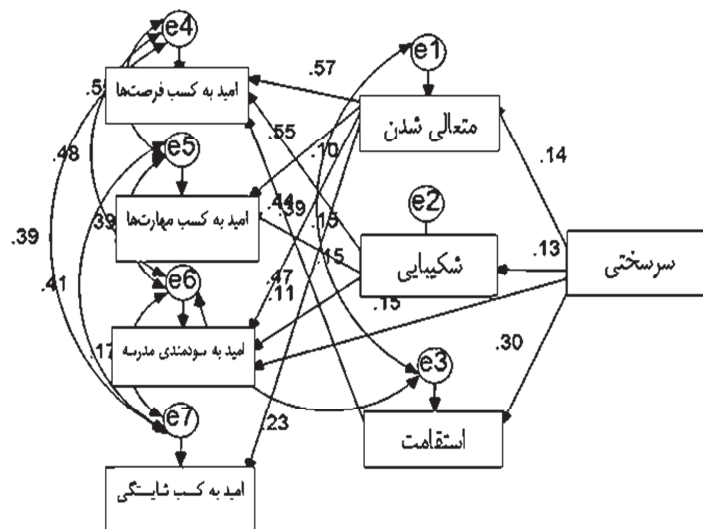 e4
e1
.57
امید به کسب فرصت‌ها
متعالی شدن
.55
.10
.14
e5
.48
e2
.44
.39
.15
امید به کسب مهارت‌ها
شکیبایی
.13
سرسختی
.39
.15
.41
e6
.47
.11
.15
امید به سودمندی مدرسه
e3
.30
.17
e7
.23
استقامت
امید به کسب شایستگی